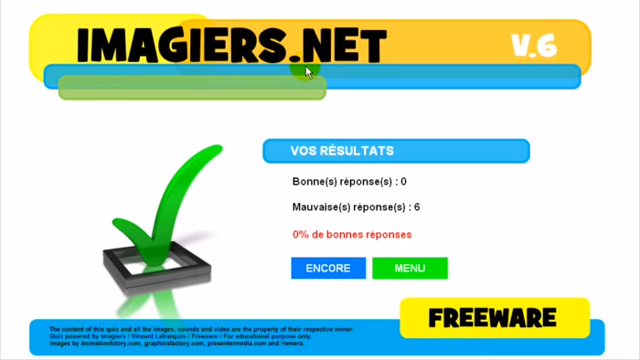 IMAGIERS.NET
V.6
VOS RÉSULTATS
Bonne(s) réponse(s) : 0
Mauvaise(s) réponse(s) : 6
0% de bonnes réponses
ENCORE
MENU
FREEWARE
The content of this quiz and all the images, sounds and video are the property of their respective owner.
Quiz powered by Imagiers / Vincent Lefrançois / Freeware / For educational purpose only.
Images by Animationfctory.com, graphicsfactory.com, presentermedia.com and Hemera.